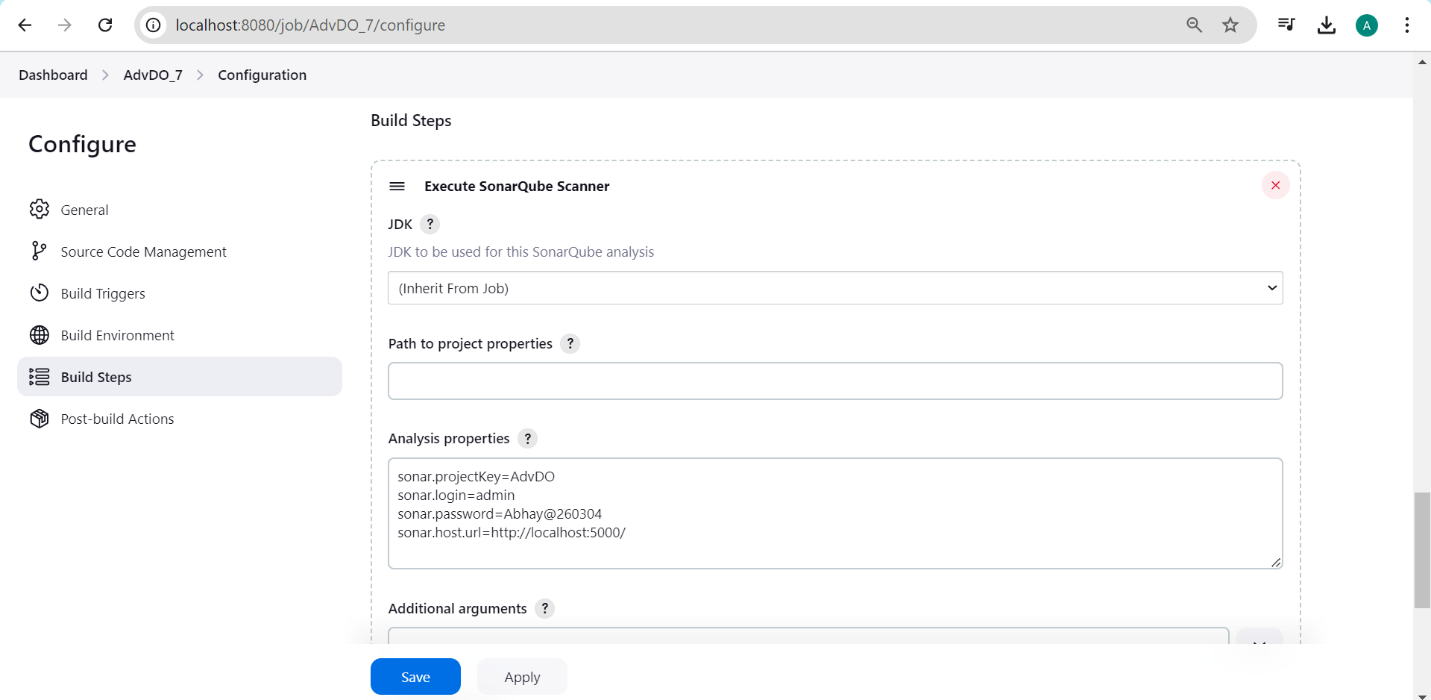 localhost:8080/job/AdvDO_7/configure
A
Dashboard > AdvDO_7 > Configuration
Configure
General
Source Code Management
Build Triggers
Build Environment
Build Steps
Post-build Actions
Build Steps
Execute SonarQube Scanner
JDK ?
JDK to be used for this SonarQube analysis
(Inherit From Job)
Path to project properties ?
Analysis properties ?
sonar.projectKey=AdvDO
sonar.login=admin
sonar.password=Abhay@260304
sonar.host.url=http://localhost:5000/
Additional arguments ?
Save
Apply